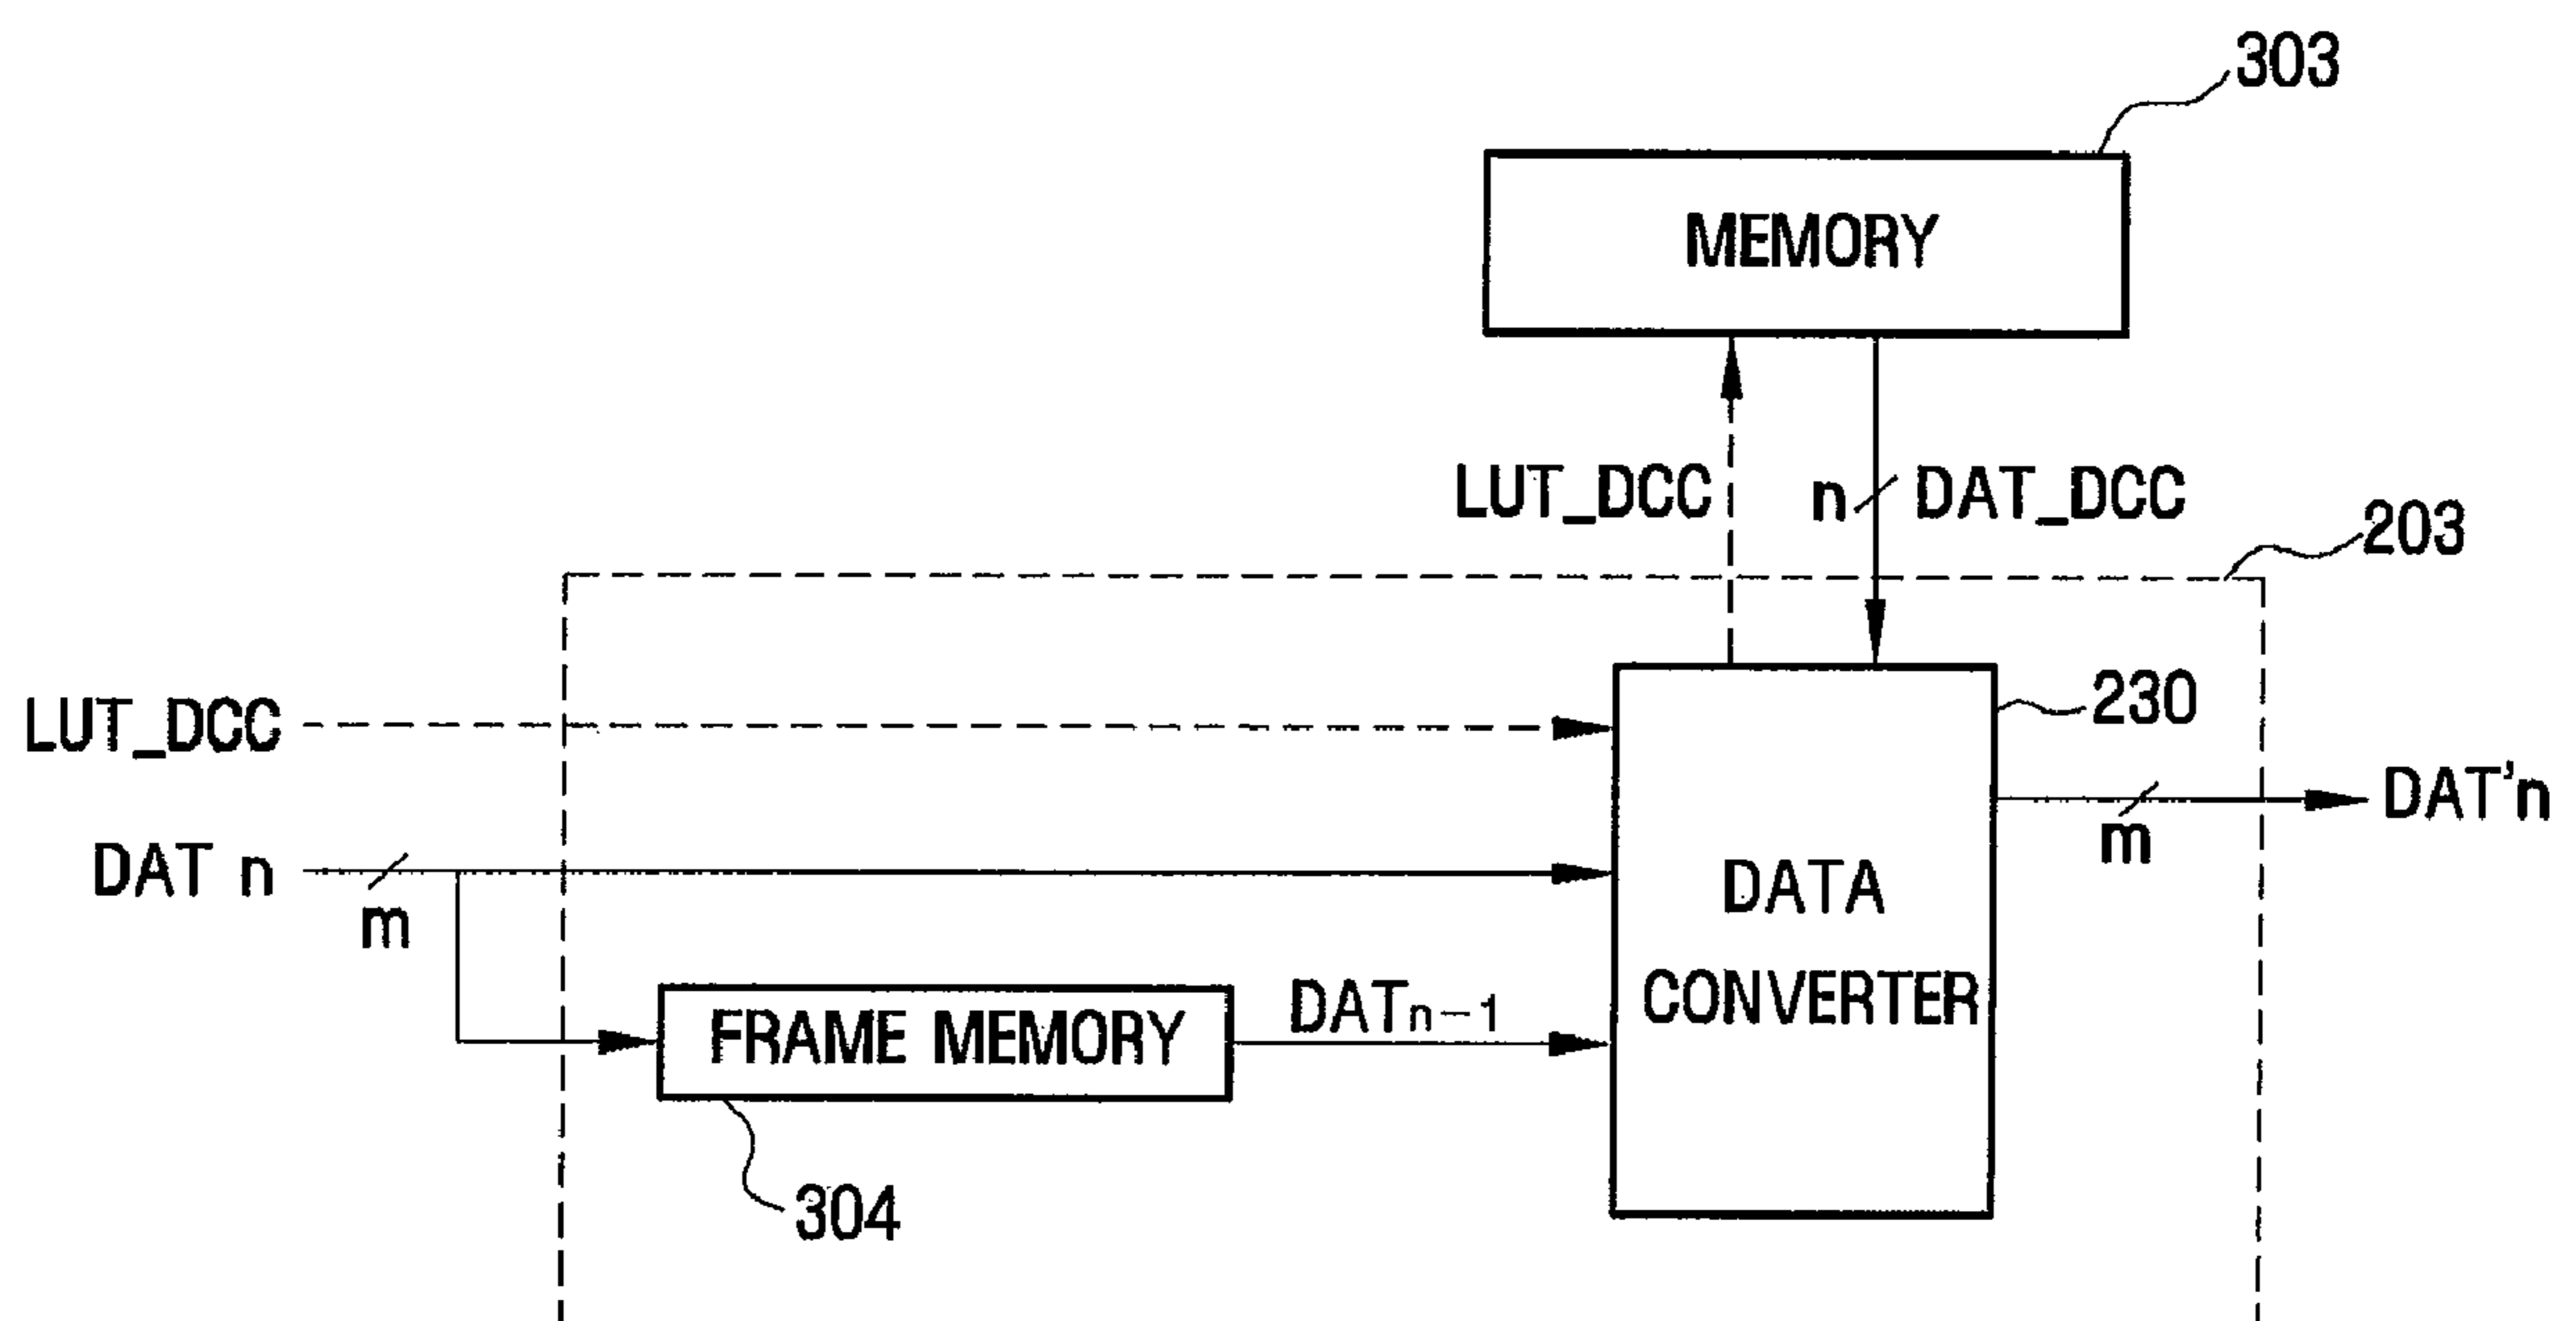 303
MEMORY
LUT_DCC n DAT_DCC
203
LUT_DCC
230
DAT'n
m
DAT n
m
DATA
CONVERTER
DATn-1
FRAME MEMORY
304